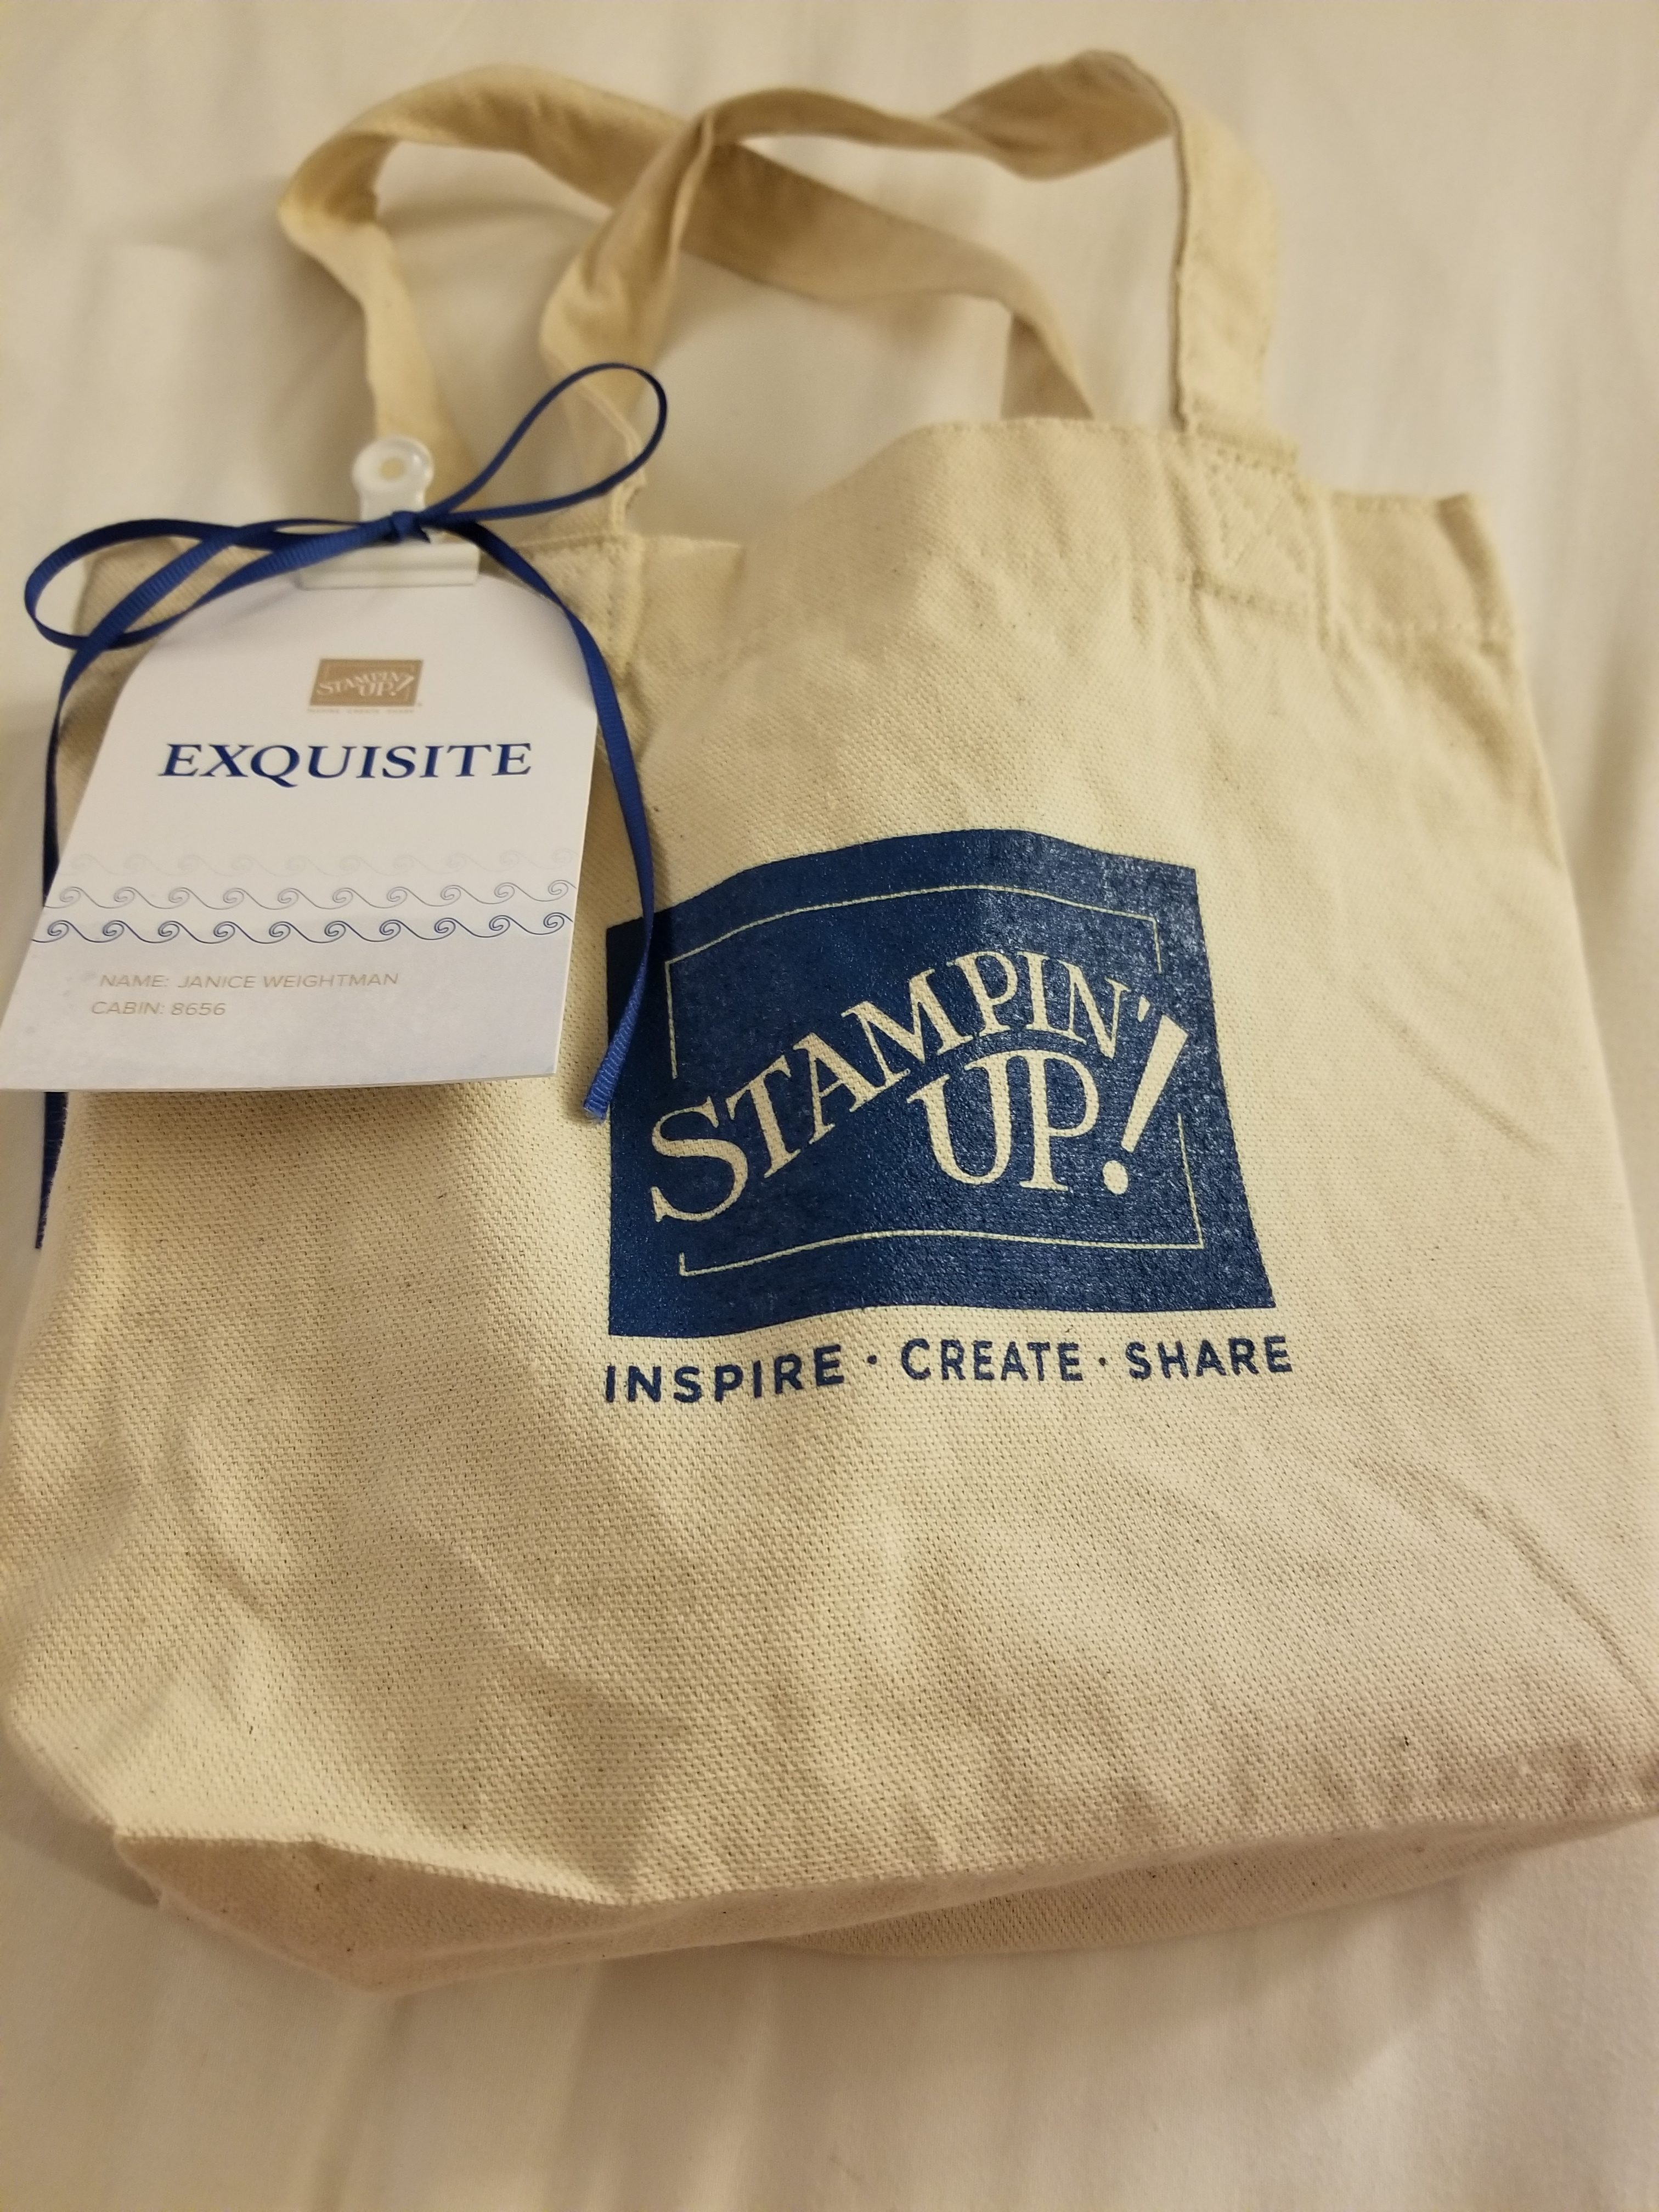 STAMPIN'
UP!
EXQUISITE
NAME: JANICE WEIGHTMAN
CABIN: 8656
STAMPIN'
UP!
INSPIRE · CREATE · SHARE